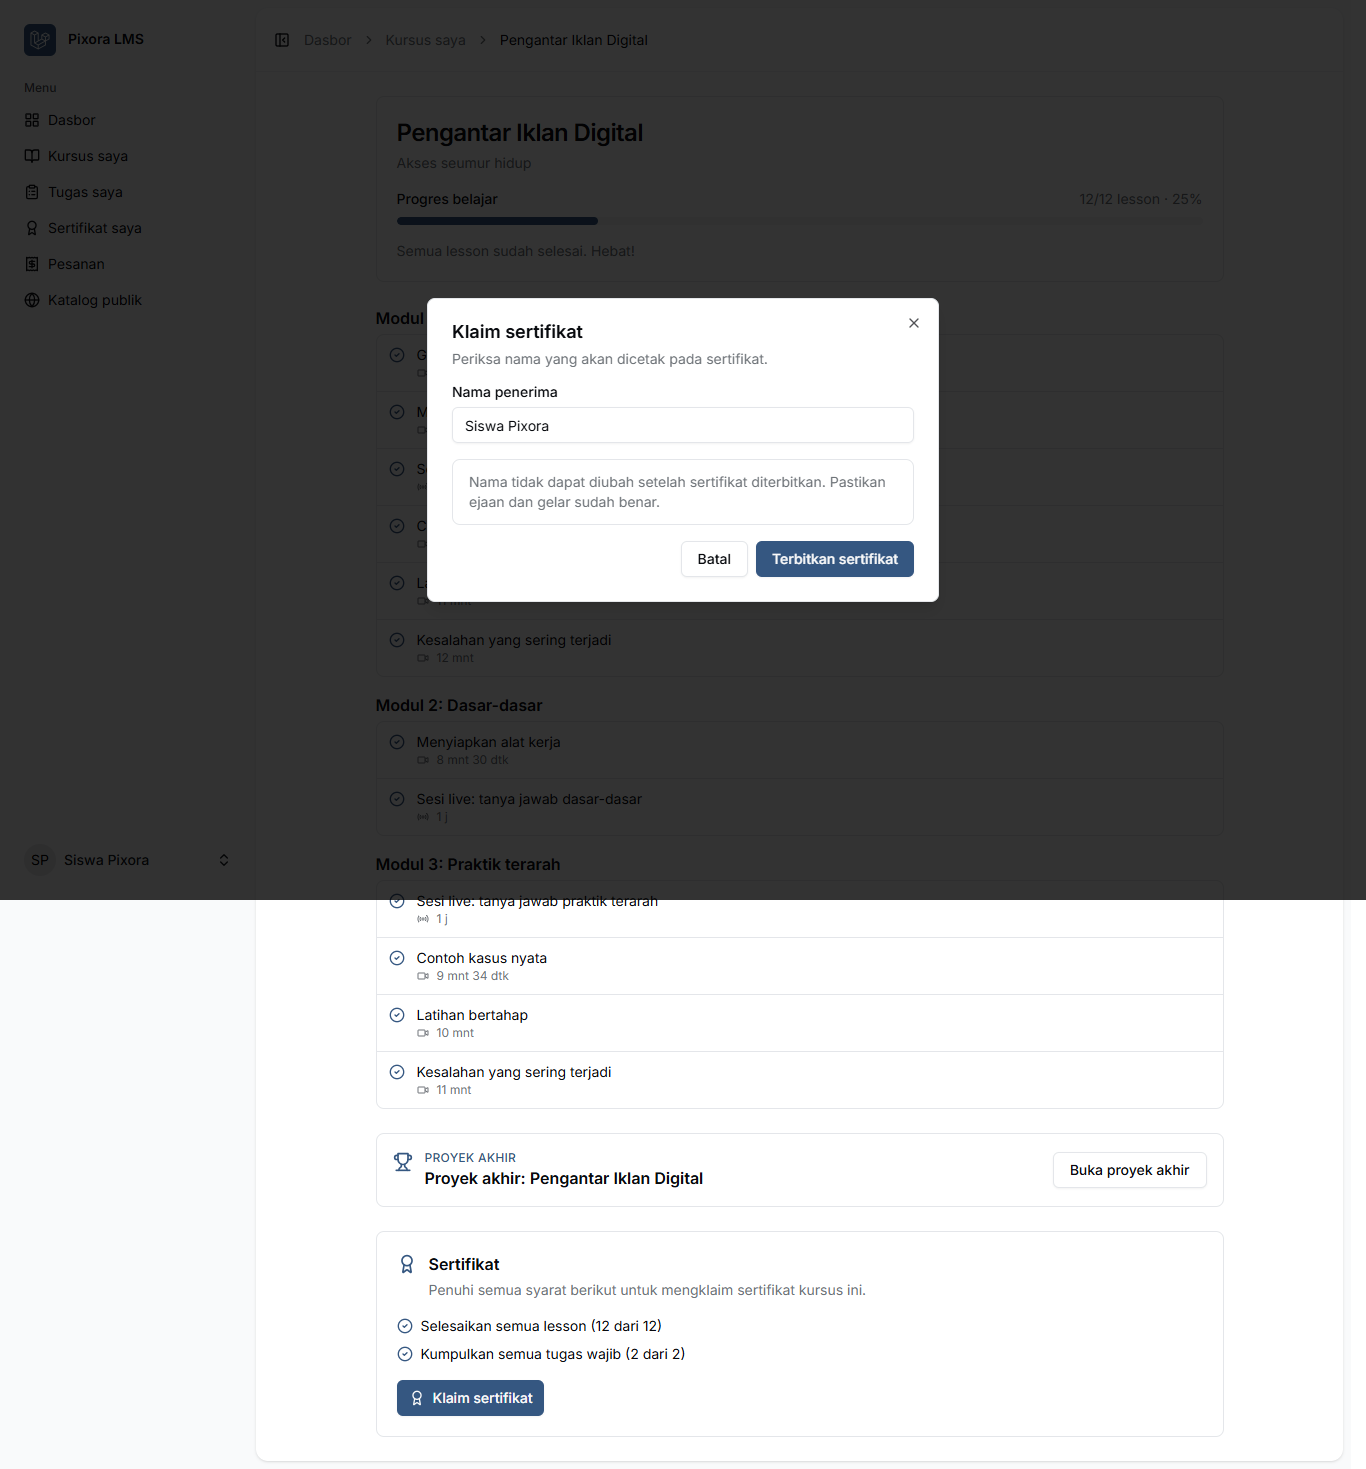 Pixora LMS
Menu
Dasbor
Kursus saya
Tugas saya
Sertifikat saya
Pesanan
Katalog publik
SP Siswa Pixora
Dasbor > Kursus saya > Pengantar Iklan Digital
Pengantar Iklan Digital
Akses seumur hidup
Progres belajar
12/12 lesson · 25%
Semua lesson sudah selesai. Hebat!
Modul
Klaim sertifikat
Periksa nama yang akan dicetak pada sertifikat.
Nama penerima
Siswa Pixora
Nama tidak dapat diubah setelah sertifikat diterbitkan. Pastikan
ejaan dan gelar sudah benar.
Batal
Terbitkan sertifikat
Kesalahan yang sering terjadi
12 mnt
Modul 2: Dasar-dasar
Menyiapkan alat kerja
8 mnt 30 dtk
Sesi live: tanya jawab dasar-dasar
1 j
Modul 3: Praktik terarah
Sesi live: tanya jawab praktik terarah
1 j
Contoh kasus nyata
9 mnt 34 dtk
Latihan bertahap
10 mnt
Kesalahan yang sering terjadi
11 mnt
PROYEK AKHIR
Proyek akhir: Pengantar Iklan Digital
Buka proyek akhir
Sertifikat
Penuhi semua syarat berikut untuk mengklaim sertifikat kursus ini.
Selesaikan semua lesson (12 dari 12)
Kumpulkan semua tugas wajib (2 dari 2)
Klaim sertifikat